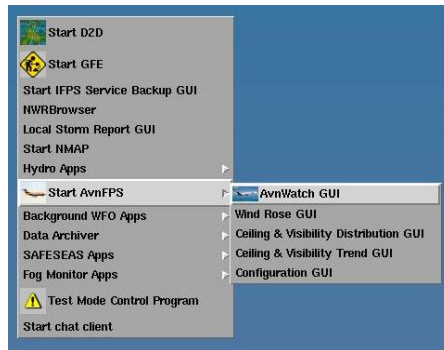 Start D2D
Start GFE
Start IFPS Service Backup GUI
NWRBrowser
Local Storm Report GUI
Start NMAP
Hydro Apps
Start AvnFPS
Background WFO Apps
Data Archiver
SAFESEAS Apps
Fog Monitor Apps
Test Mode Control Program
Start chat client
AvnWatch GUI
Wind Rose GUI
Ceiling & Visibility Distribution GUI
Ceiling & Visibility Trend GUI
Configuration GUI